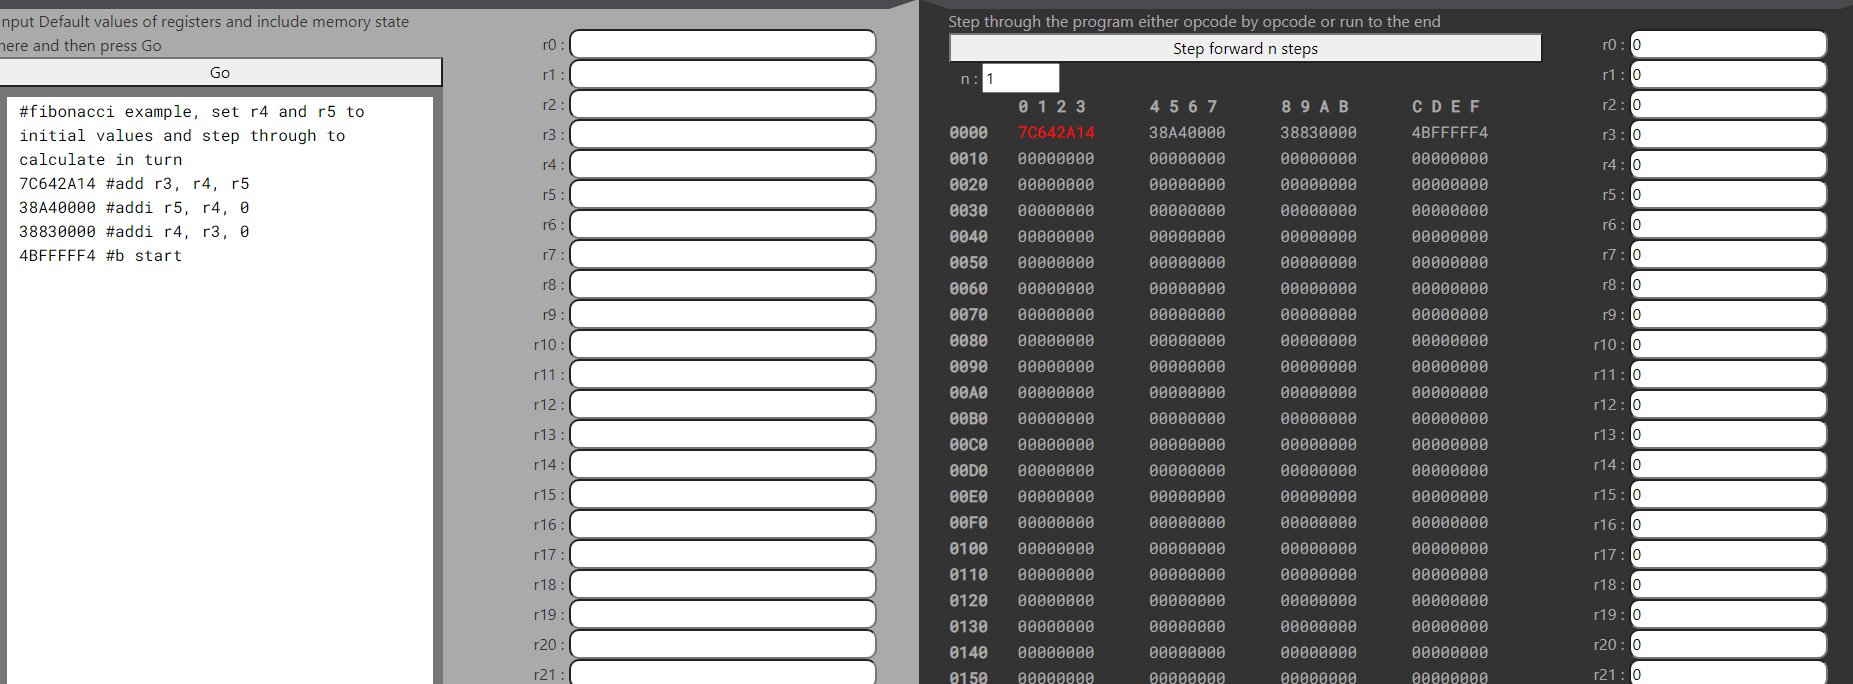 nput Default values of registers and include memory state
here and then press Go
Go
#fibonacci example, set r4 and r5 to
initial values and step through to
calculate in turn
7C642A14 #add r3, r4, r5
38A40000 #addi r5, r4, 0
38830000 #addi r4, r3, 0
4BFFFFF4 #b start
r0 :
r1 :
r2 :
r3 :
r4 :
r5 :
r6 :
r7 :
r8 :
r9 :
r10 :
r11 :
r12 :
r13 :
r14 :
r15 :
r16 :
r17 :
r18 :
r19 :
r20 :
r21 :
Step through the program either opcode by opcode or run to the end
Step forward n steps
n : 1
0 1 2 3 4 5 6 7 8 9 A B C D E F
0000 7C642A14 38A40000 38830000 4BFFFFF4
0010 00000000 00000000 00000000 00000000
0020 00000000 00000000 00000000 00000000
0030 00000000 00000000 00000000 00000000
0040 00000000 00000000 00000000 00000000
0050 00000000 00000000 00000000 00000000
0060 00000000 00000000 00000000 00000000
0070 00000000 00000000 00000000 00000000
0080 00000000 00000000 00000000 00000000
0090 00000000 00000000 00000000 00000000
00A0 00000000 00000000 00000000 00000000
00B0 00000000 00000000 00000000 00000000
00C0 00000000 00000000 00000000 00000000
00D0 00000000 00000000 00000000 00000000
00E0 00000000 00000000 00000000 00000000
00F0 00000000 00000000 00000000 00000000
0100 00000000 00000000 00000000 00000000
0110 00000000 00000000 00000000 00000000
0120 00000000 00000000 00000000 00000000
0130 00000000 00000000 00000000 00000000
0140 00000000 00000000 00000000 00000000
0150 00000000 00000000 00000000 00000000
r0 : 0
r1 : 0
r2 : 0
r3 : 0
r4 : 0
r5 : 0
r6 : 0
r7 : 0
r8 : 0
r9 : 0
r10 : 0
r11 : 0
r12 : 0
r13 : 0
r14 : 0
r15 : 0
r16 : 0
r17 : 0
r18 : 0
r19 : 0
r20 : 0
r21 : 0